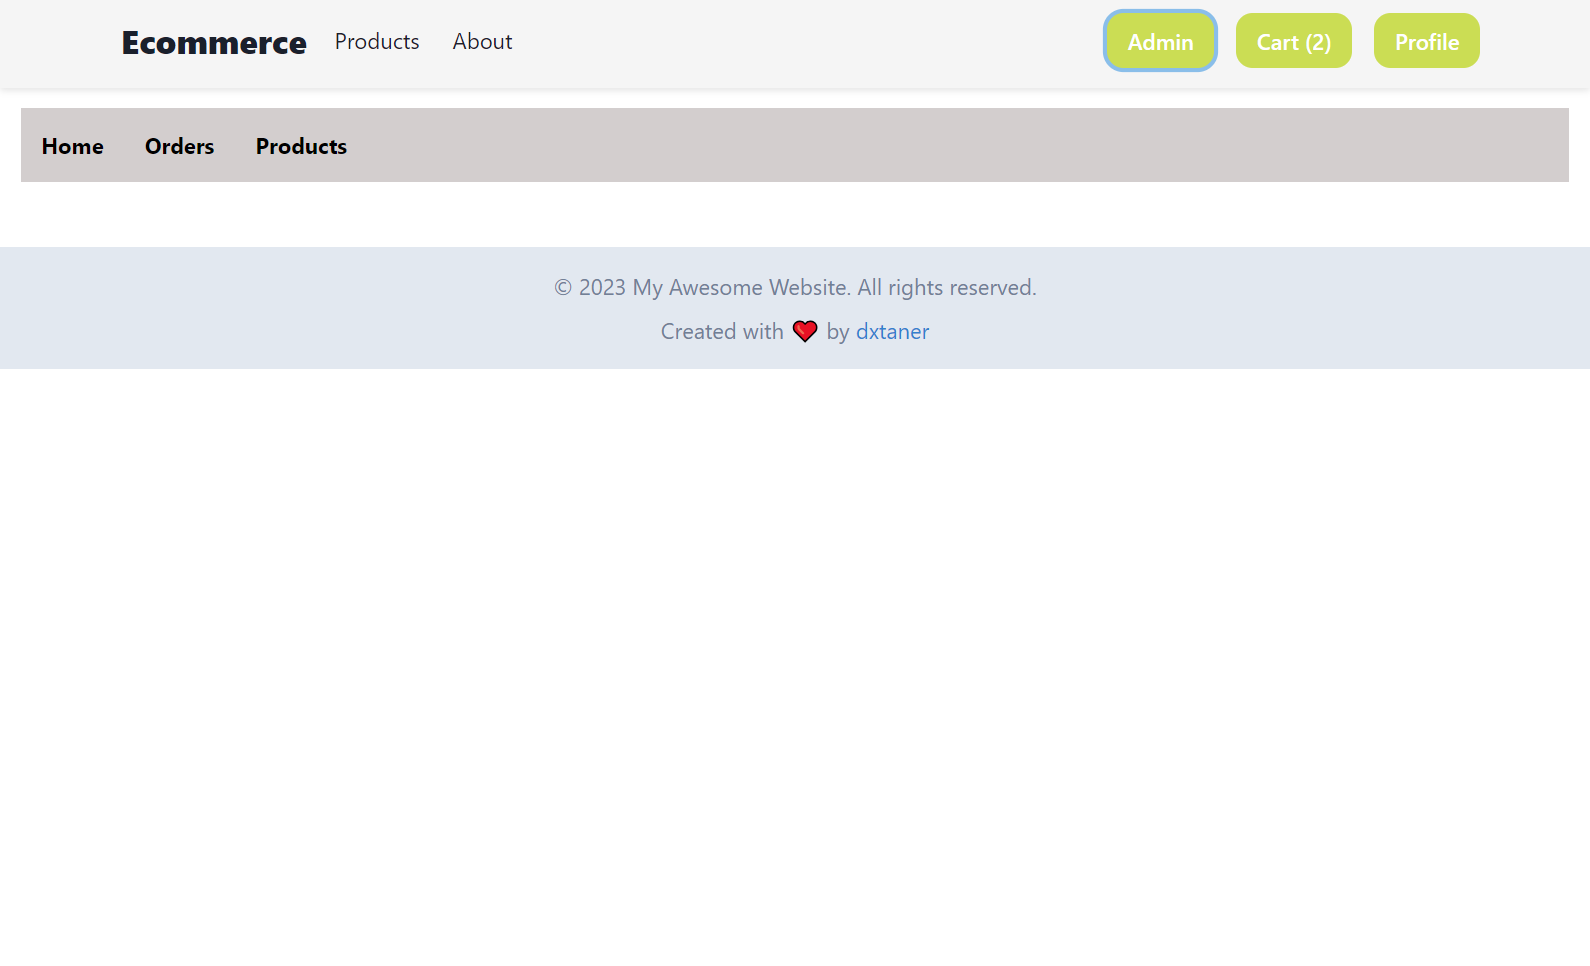 Ecommerce Products About Admin Cart (2) Profile
Home Orders Products
© 2023 My Awesome Website. All rights reserved.
Created with ❤️ by dxtaner